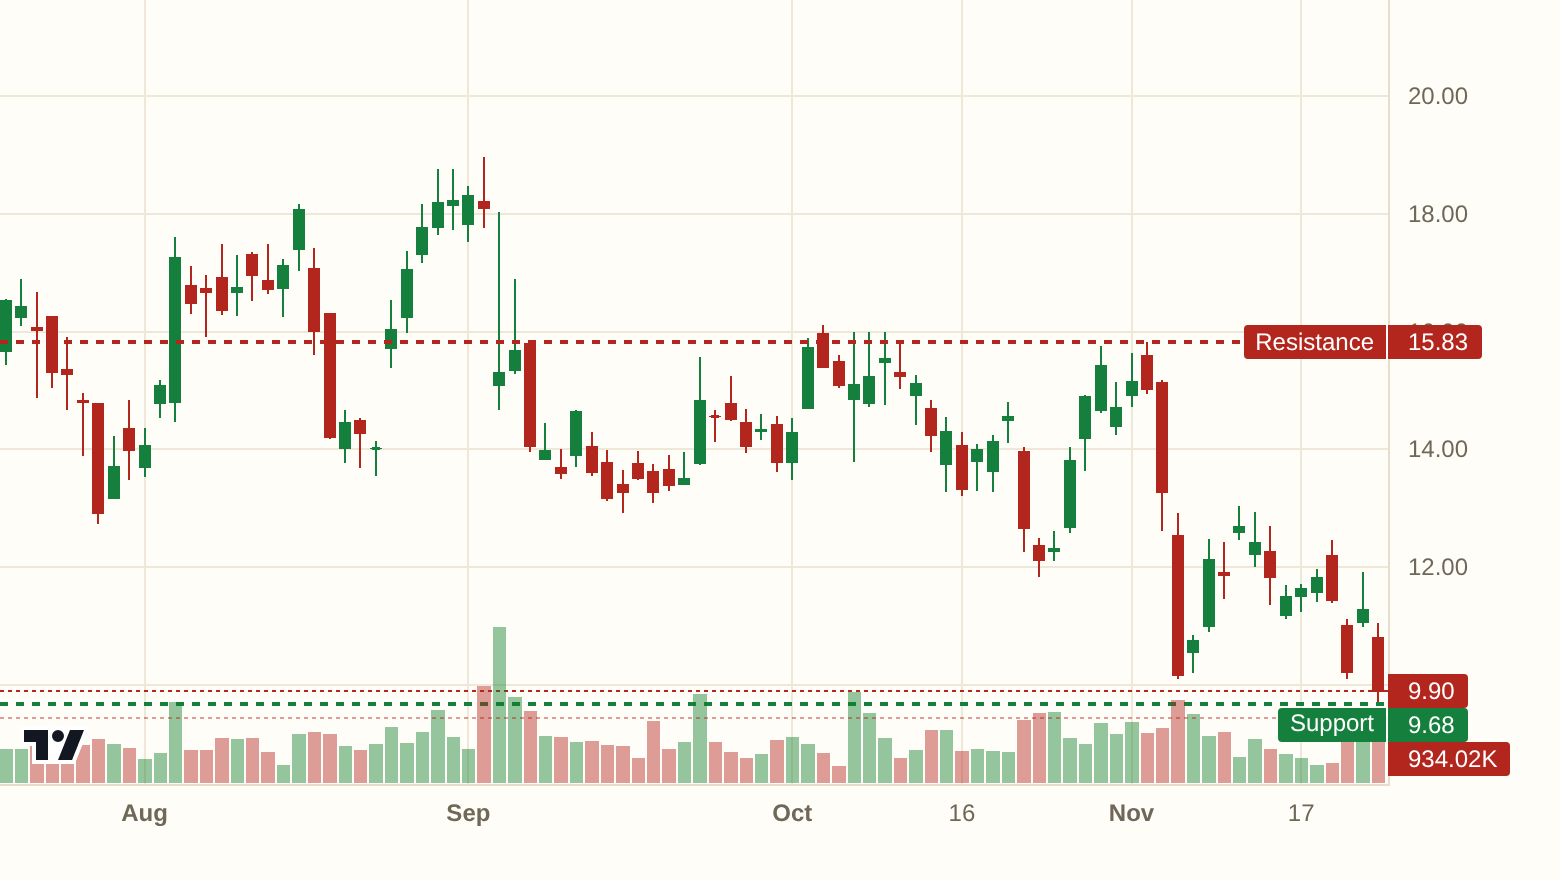 20.00
18.00
Resistance 15.83
14.00
12.00
9.90
Support 9.68
934.02K
Aug Sep Oct 16 Nov 17